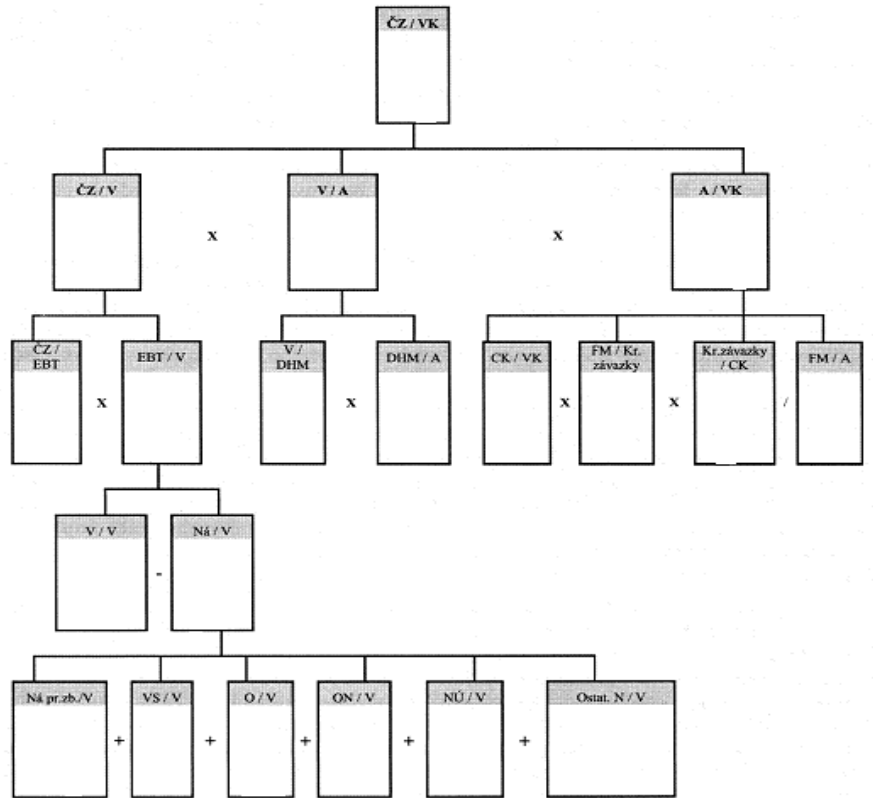 ČZ / VK
ČZ / V
V / A
A / VK
x
x
ČZ /
EBT
EBT / V
V /
DHM
DHM / A
CK / VK
FM / Kr.
závazky
Kr.závazky
/ CK
FM / A
x
x
x
x
/
V / V
Ná / V
-
Ná pr.zb./V
VS / V
O / V
ON / V
NÚ / V
Ostat. N / V
+
+
+
+
+